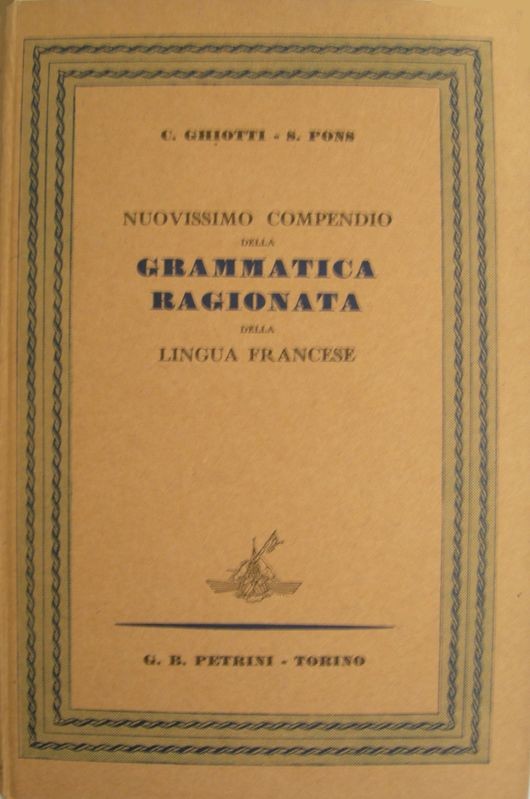 C. GHIOTTI - S. PONS
NUOVISSIMO COMPENDIO
DELLA
GRAMMATICA
RAGIONATA
DELLA
LINGUA FRANCESE
G. B. PETRINI - TORINO